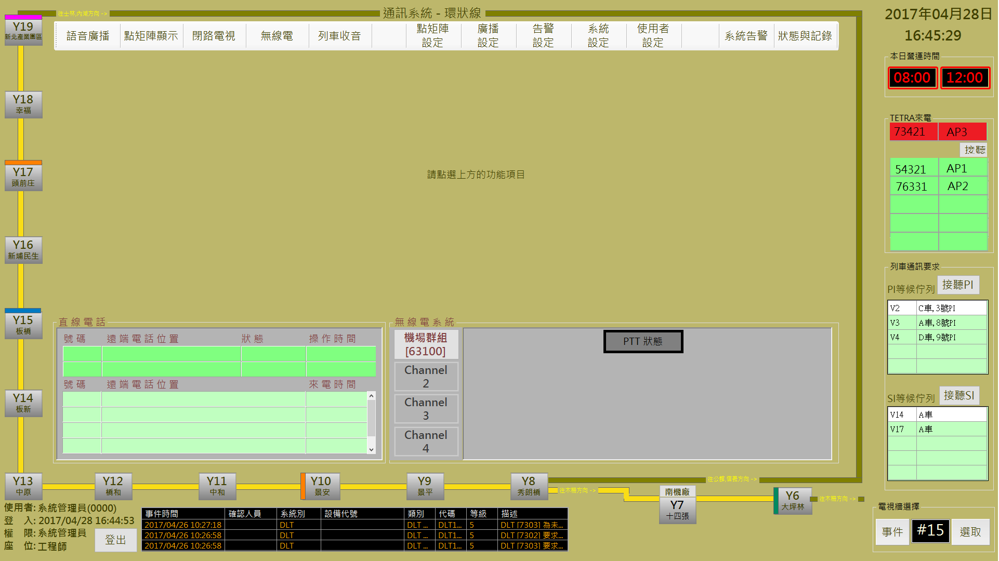 往士林,內湖方向 ->
通訊系統 - 環狀線
2017年04月28日
16:45:29
語音廣播
點矩陣顯示
閉路電視
無線電
列車收音
點矩陣
設定
廣播
設定
告警
設定
系統
設定
使用者
設定
系統告警
狀態與記錄
Y19
新北產業園區
Y18
幸福
Y17
頭前庄
Y16
新埔民生
Y15
板橋
Y14
板新
Y13
中原
請點選上方的功能項目
本日營運時間
08:00 12:00
TETRA來電
73421 AP3
接聽
54321 AP1
76331 AP2
列車通訊要求
PI等候佇列 接聽PI
V2 C車,3號PI
V3 A車,8號PI
V4 D車,9號PI
SI等候佇列 接聽SI
V14 A車
V17 A車
直線電話
號碼 遠端電話位置 狀態 操作時間
號碼 遠端電話位置 來電時間
無線電系統
機場群組
[63100]
Channel
2
Channel
3
Channel
4
PTT 狀態
Y12
橋和
Y11
中和
Y10
景安
Y9
景平
Y8
秀朗橋
往公館,信義方向 ->
往木柵方向 ->
南機廠
Y7
十四張
Y6
大坪林
往木柵方向 ->
使用者: 系統管理員(0000)
登 入: 2017/04/28 16:44:53
權 限: 系統管理員
座 位: 工程師
登出
事件時間 確認人員 系統別 設備代號 類別 代碼 等級 描述
2017/04/26 10:27:18 DLT DLT ... DLT1... 5 DLT [7303] 為未...
2017/04/26 10:26:58 DLT DLT ... DLT1... 5 DLT [7302] 要求...
2017/04/26 10:26:58 DLT DLT ... DLT1... 5 DLT [7303] 要求...
電視牆選擇
事件 #15 選取